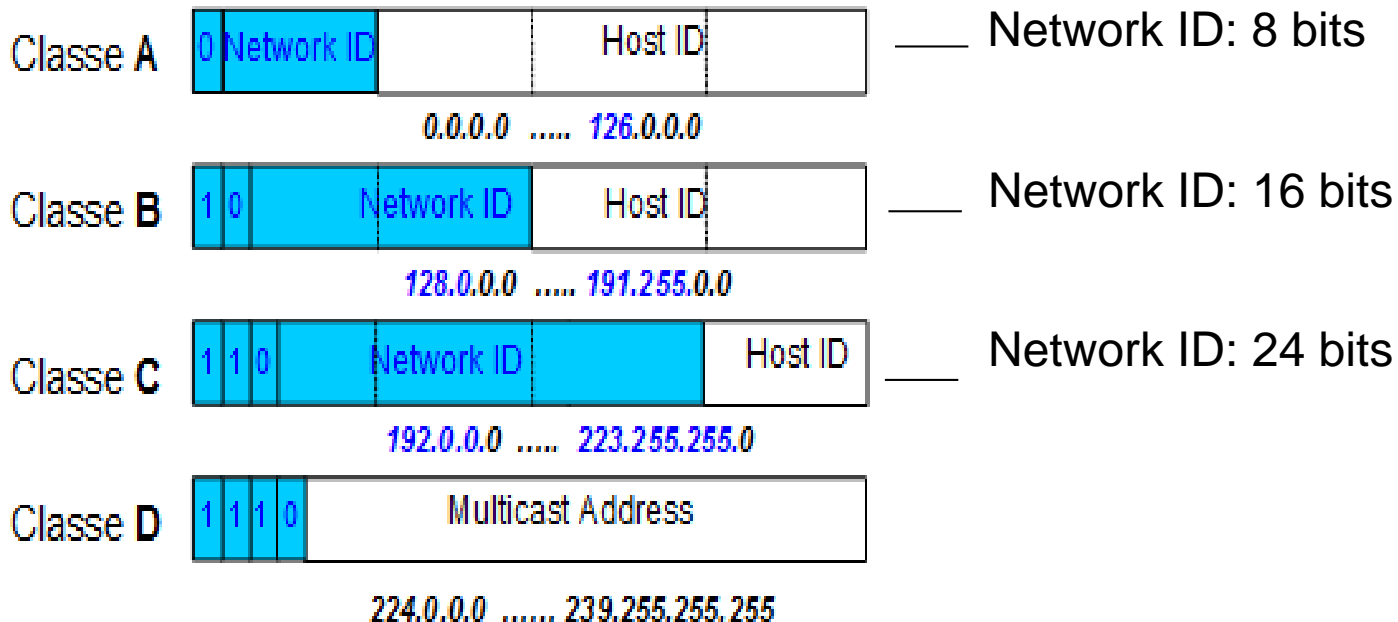 Classe A 0 Network ID Host ID Network ID: 8 bits
0.0.0.0 ..... 126.0.0.0
Classe B 1 0 Network ID Host ID Network ID: 16 bits
128.0.0.0 ..... 191.255.0.0
Classe C 1 1 0 Network ID Host ID Network ID: 24 bits
192.0.0.0 ..... 223.255.255.0
Classe D 1 1 1 0 Multicast Address
224.0.0.0 ...... 239.255.255.255